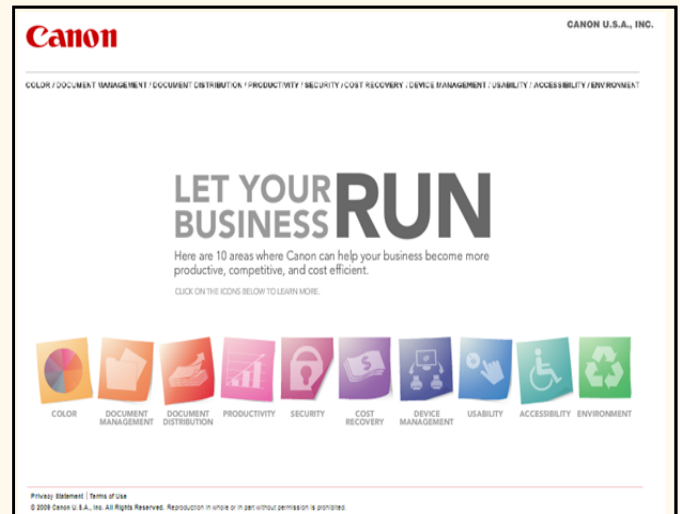 Canon
CANON U.S.A., INC.
COLOR / DOCUMENT MANAGEMENT / DOCUMENT DISTRIBUTION / PRODUCTIVITY / SECURITY / COST RECOVERY / DEVICE MANAGEMENT / USABILITY / ACCESSIBILITY / ENVIRONMENT
LET YOUR BUSINESS RUN
Here are 10 areas where Canon can help your business become more
productive, competitive, and cost efficient.
CLICK ON THE ICONS BELOW TO LEARN MORE.
$
COLOR
DOCUMENT MANAGEMENT
DOCUMENT DISTRIBUTION
PRODUCTIVITY
SECURITY
COST RECOVERY
DEVICE MANAGEMENT
USABILITY
ACCESSIBILITY
ENVIRONMENT
Privacy Statement | Terms of Use
© 2009 Canon U.S.A., Inc. All Rights Reserved. Reproduction in whole or in part without permission is prohibited.